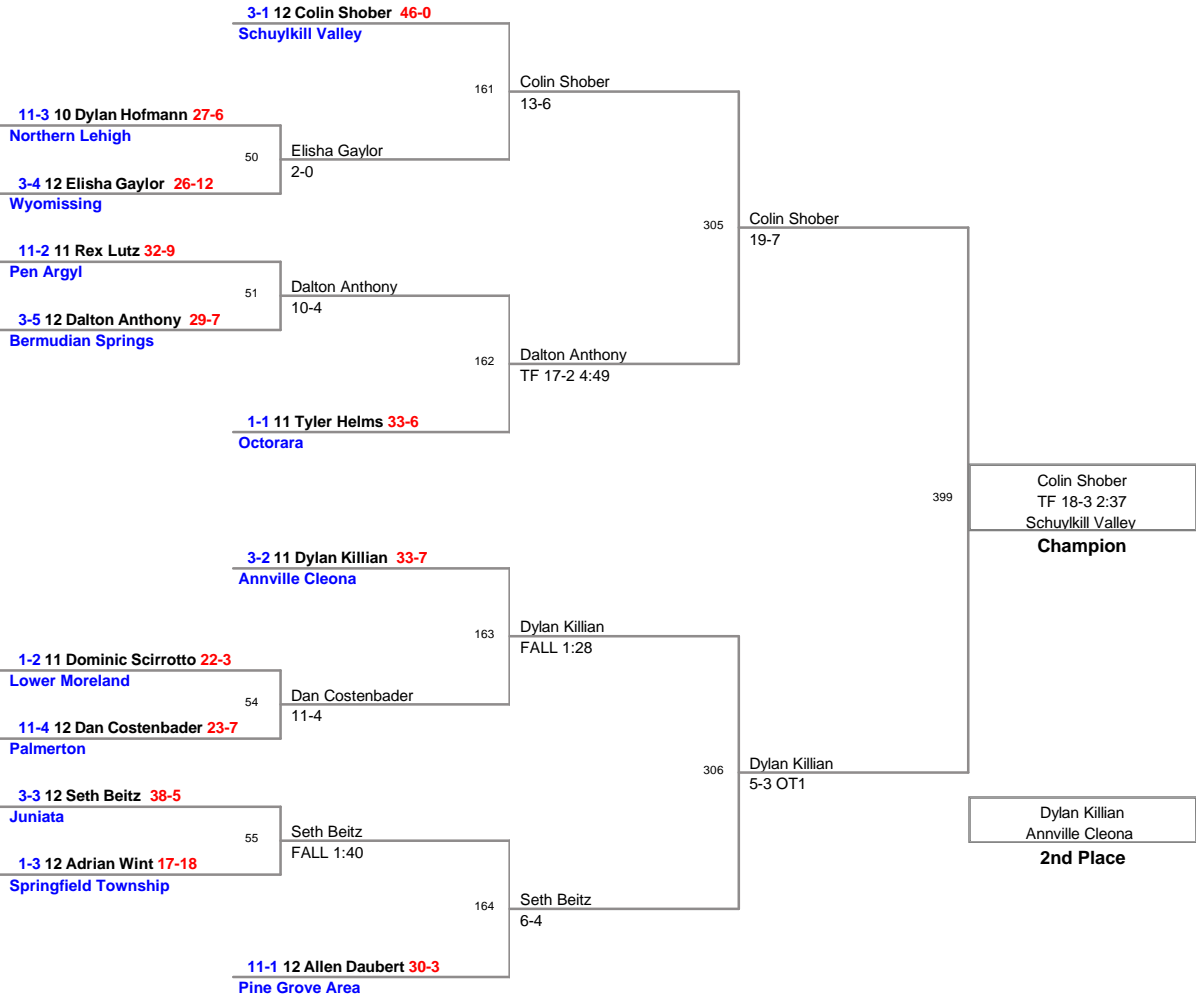 3-1 12 Colin Shober 46-0
Schuylkill Valley
161
Colin Shober
13-6
11-3 10 Dylan Hofmann 27-6
Northern Lehigh
50
Elisha Gaylor
2-0
3-4 12 Elisha Gaylor 26-12
Wyomissing
305
Colin Shober
19-7
11-2 11 Rex Lutz 32-9
Pen Argyl
51
Dalton Anthony
10-4
3-5 12 Dalton Anthony 29-7
Bermudian Springs
162
Dalton Anthony
TF 17-2 4:49
1-1 11 Tyler Helms 33-6
Octorara
399
Colin Shober
TF 18-3 2:37
Schuylkill Valley
Champion
3-2 11 Dylan Killian 33-7
Annville Cleona
163
Dylan Killian
FALL 1:28
1-2 11 Dominic Scirrotto 22-3
Lower Moreland
54
Dan Costenbader
11-4
11-4 12 Dan Costenbader 23-7
Palmerton
306
Dylan Killian
5-3 OT1
3-3 12 Seth Beitz 38-5
Juniata
55
Seth Beitz
FALL 1:40
1-3 12 Adrian Wint 17-18
Springfield Township
Dylan Killian
Annville Cleona
2nd Place
164
Seth Beitz
6-4
11-1 12 Allen Daubert 30-3
Pine Grove Area